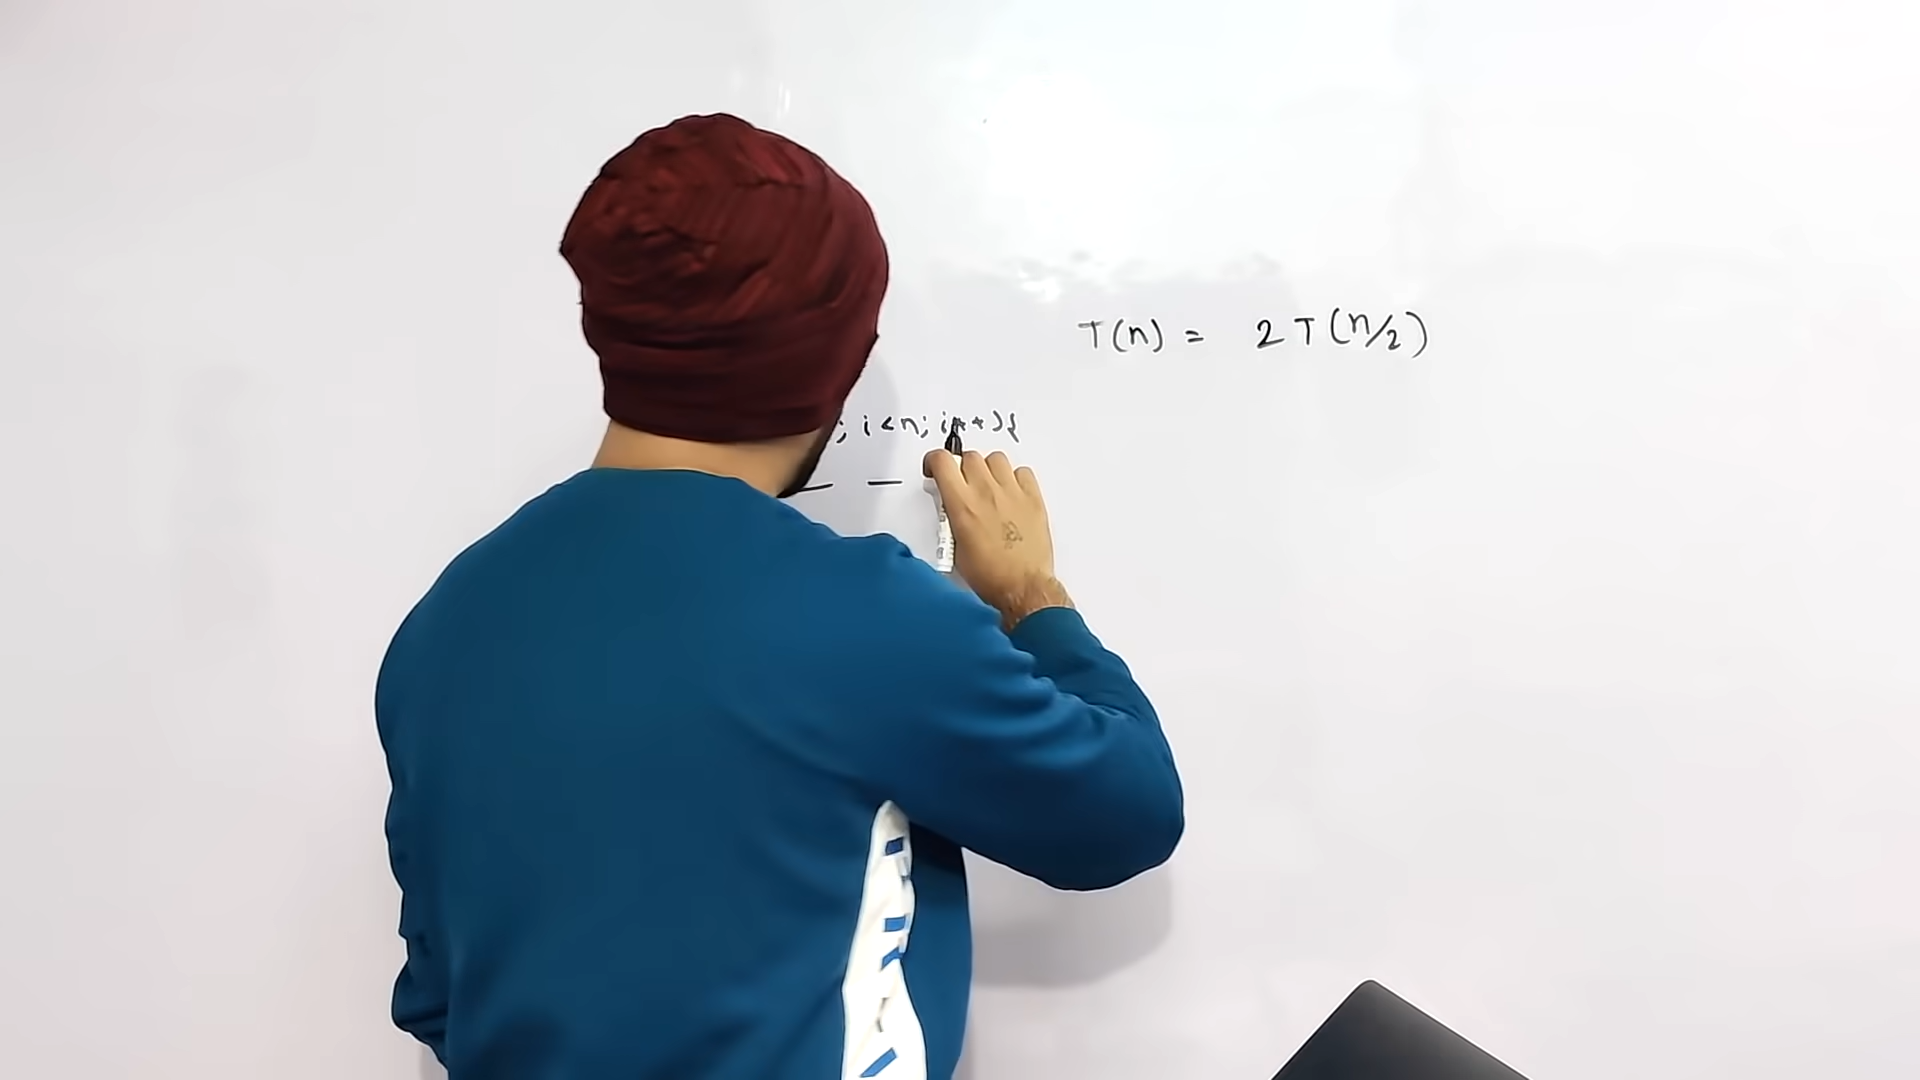 T(n) = 2T(n/2)
; i<n; i++){